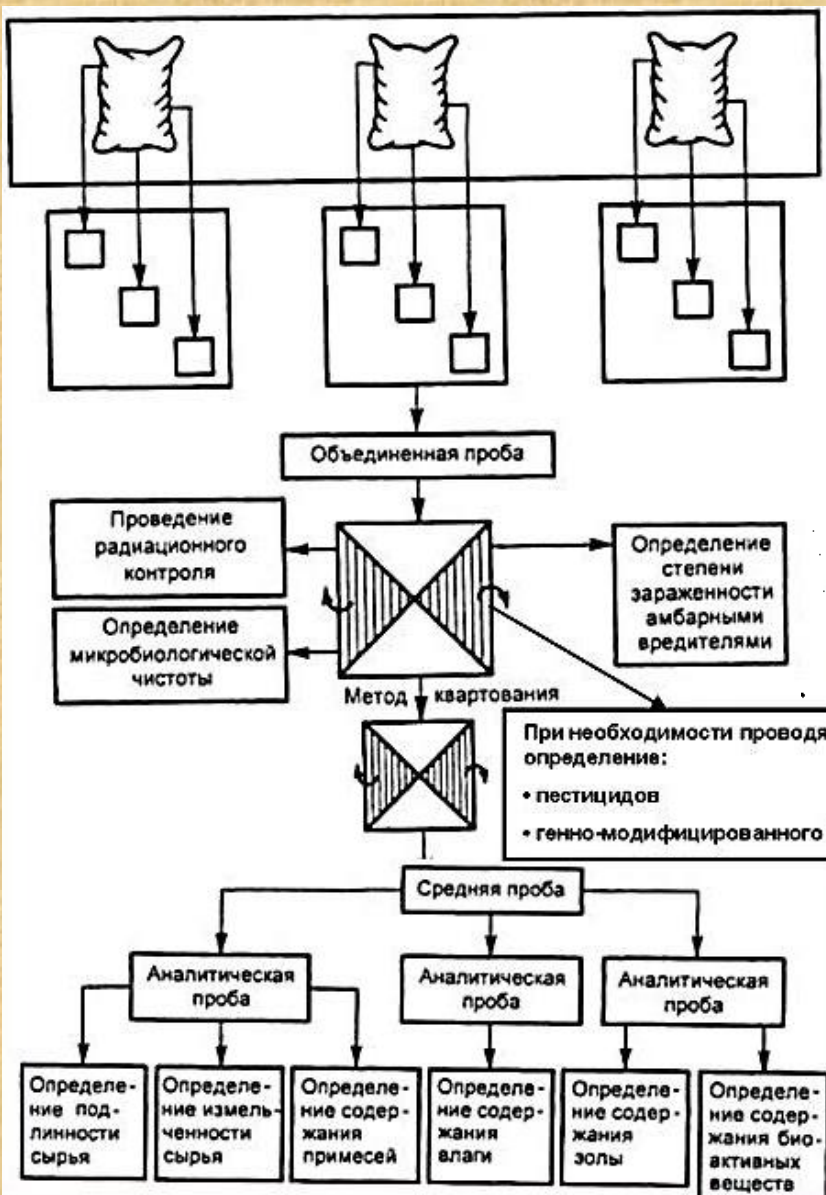 Объединенная проба
Проведение
радиационного
контроля
Определение
степени
зараженности
амбарными
вредителями
Определение
микробиологической
чистоты
Метод квартования
При необходимости проводя
определение:
• пестицидов
• генно-модифицированного
Средняя проба
Аналитическая
проба
Аналитическая
проба
Аналитическая
проба
Определе-
ние под-
линности
сырья
Определе-
ние измель-
ченности
сырья
Определе-
ние содер-
жания
примесей
Определе-
ние содер-
жания
влаги
Определе-
ние содер-
жания
золы
Определе-
ние содер-
жания био-
активных
веществ